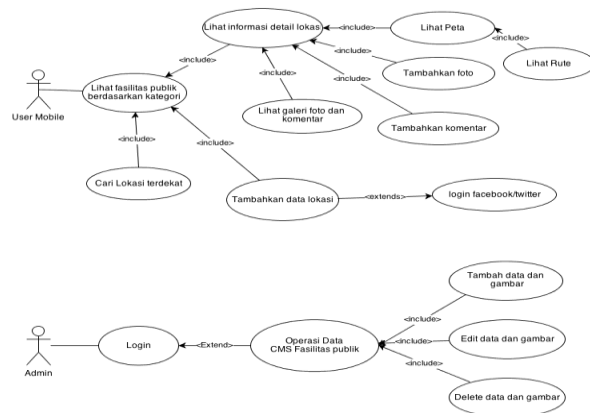 Lihat informasi detail lokas
<include>
Lihat Peta
<include>
<include>
<include>
Lihat Rute
Lihat fasilitas publik
berdasarkan kategori
<include>
Tambahkan foto
<include>
User Mobile
Lihat galeri foto dan
komentar
Tambahkan komentar
<include>
<include>
Cari Lokasi terdekat
Tambahkan data lokasi
<extends>
login facebook/twitter
Tambah data dan
gambar
<include>
Login
<Extend>
Operasi Data
CMS Fasilitas publik
<include>
Edit data dan gambar
Admin
<include>
Delete data dan gambar